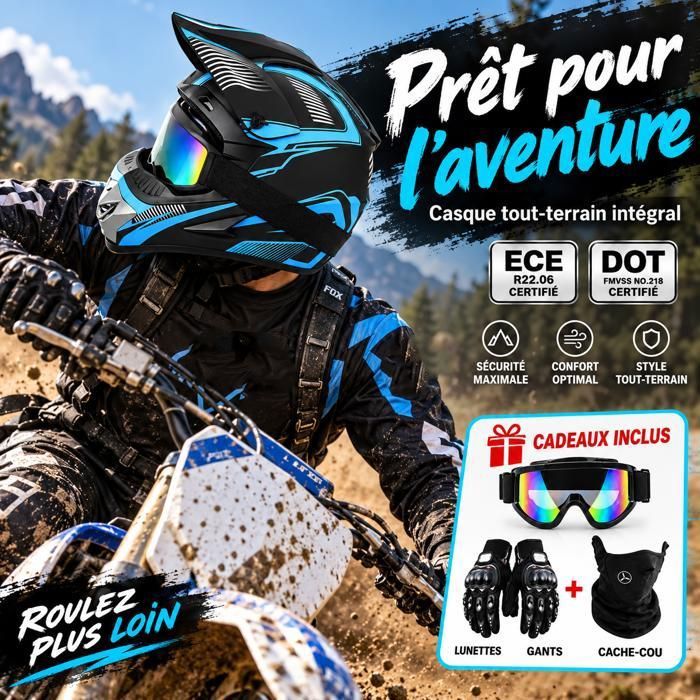 Prêt pour
l'aventure
Casque tout-terrain intégral
ECE
R22.06
CERTIFIÉ
DOT
FMVSS NO.218
CERTIFIÉ
SÉCURITÉ
MAXIMALE
CONFORT
OPTIMAL
STYLE
TOUT-TERRAIN
FOX
CADEAUX INCLUS
+
LUNETTES
GANTS
CACHE-COU
ROULEZ
PLUS LOIN